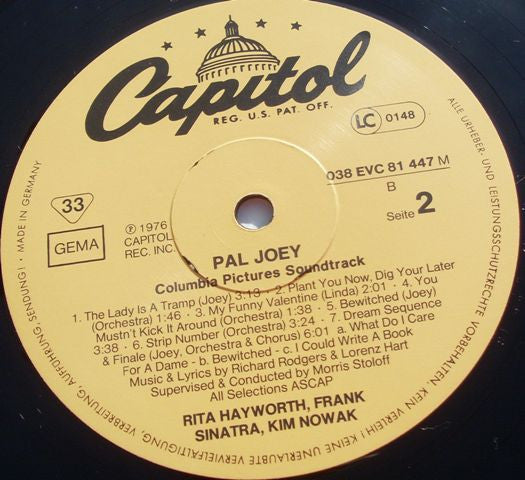 Capitol
REG. U.S. PAT. OFF.
LC 0148
038 EVC 81 447 M
B
Seite 2
33
GEMA
℗ 1976
CAPITOL
REC. INC.
PAL JOEY
Columbia Pictures Soundtrack
1. The Lady Is A Tramp (Joey) 3:13 · 2. Plant You Now, Dig Your Later
(Orchestra) 1:46 · 3. My Funny Valentine (Linda) 2:01 · 4. You
Mustn't Kick It Around (Orchestra) 1:38 · 5. Bewitched (Joey)
3:38 · 6. Strip Number (Orchestra) 3:24 · 7. Dream Sequence
& Finale (Joey, Orchestra & Chorus) 6:01 a. What Do I Care
For A Dame - b. Bewitched - c. I Could Write A Book
Music & Lyrics by Richard Rodgers & Lorenz Hart
Supervised & Conducted by Morris Stoloff
All Selections ASCAP
RITA HAYWORTH, FRANK
SINATRA, KIM NOWAK
ALLE URHEBER- UND LEISTUNGSSCHUTZRECHTE VORBEHALTEN. KEIN VERLEIH! KEINE UNERLAUBTE VERVIELFÄLTIGUNG, VERBREITUNG, AUFFÜHRUNG, SENDUNG! · MADE IN GERMANY